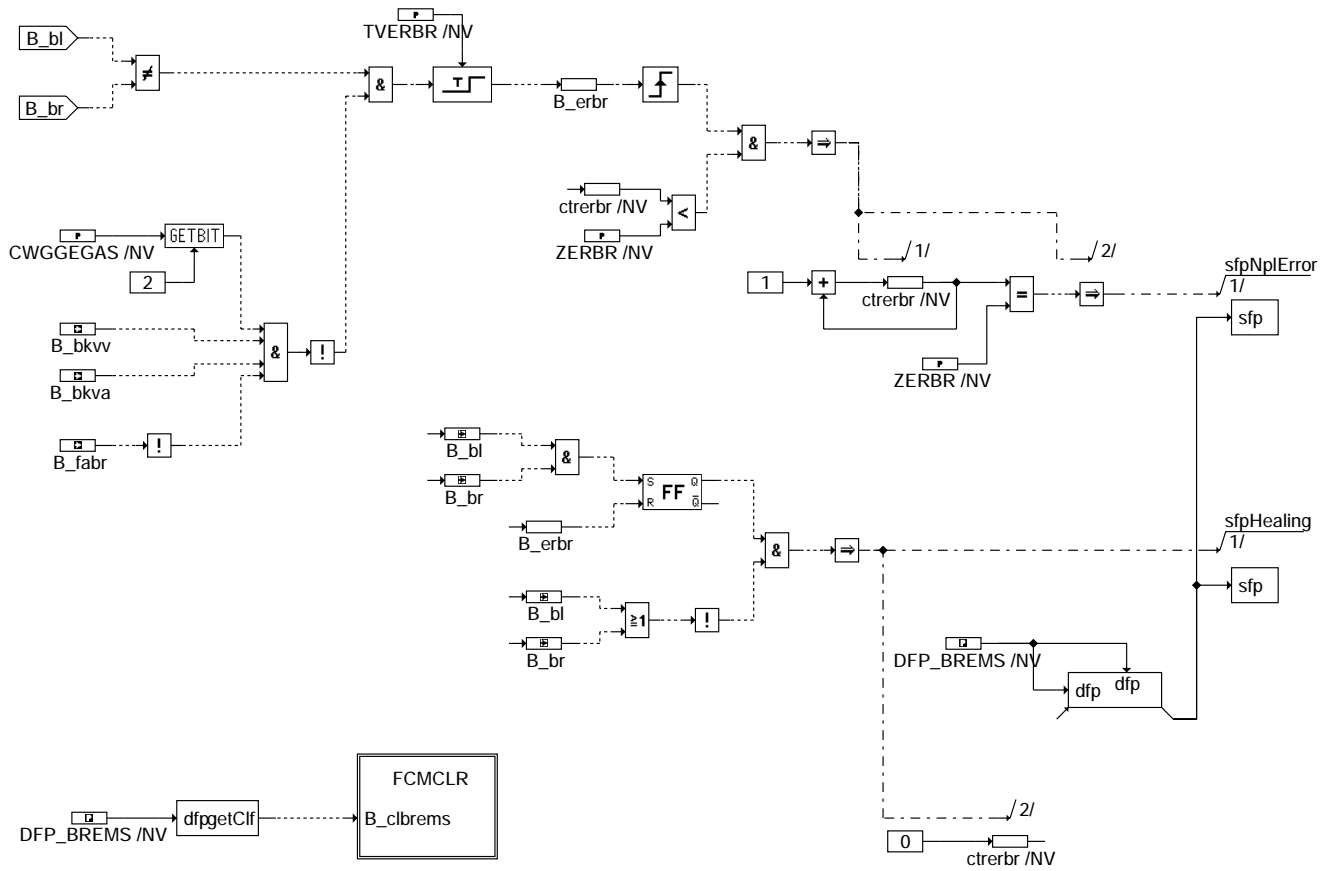 P
TVERBR /NV
B_bl
≠
B_br
&
T
B_erbr
&
⇒
ctrerbr /NV
<
P
ZERBR /NV
P
CWGGEGAS /NV
GETBIT
2
1/
2/
sfpNplError
1/
1
+
ctrerbr /NV
=
⇒
sfp
P
ZERBR /NV
B_bkvv
&
!
B_bkva
B_fabr
!
B_bl
&
B_br
S
Q
FF
R
Q
B_erbr
&
⇒
sfpHealing
1/
B_bl
≧1
!
B_br
sfp
DFP_BREMS /NV
dfp
dfp
FCMCLR
DFP_BREMS /NV
dfpgetClf
B_clbrems
2/
0
ctrerbr /NV